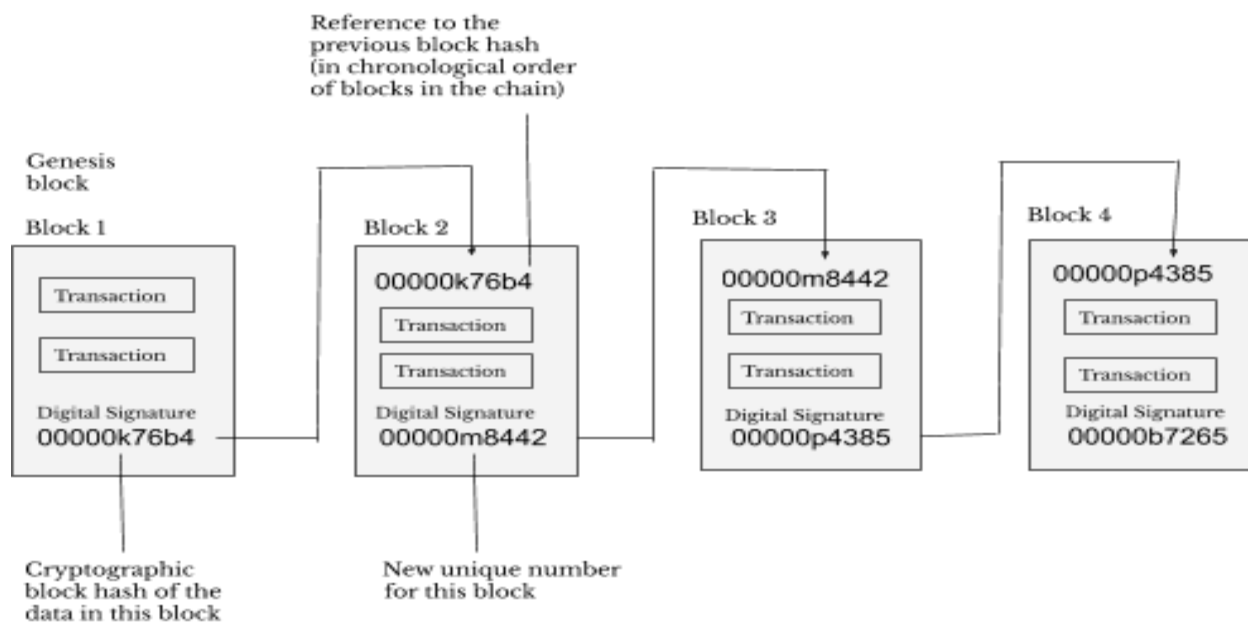 Reference to the
previous block hash
(in chronological order
of blocks in the chain)
Genesis
block
Block 1
Transaction
Transaction
Digital Signature
00000k76b4
Cryptographic
block hash of the
data in this block
Block 2
00000k76b4
Transaction
Transaction
Digital Signature
00000m8442
New unique number
for this block
Block 3
00000m8442
Transaction
Transaction
Digital Signature
00000p4385
Block 4
00000p4385
Transaction
Transaction
Digital Signature
00000b7265